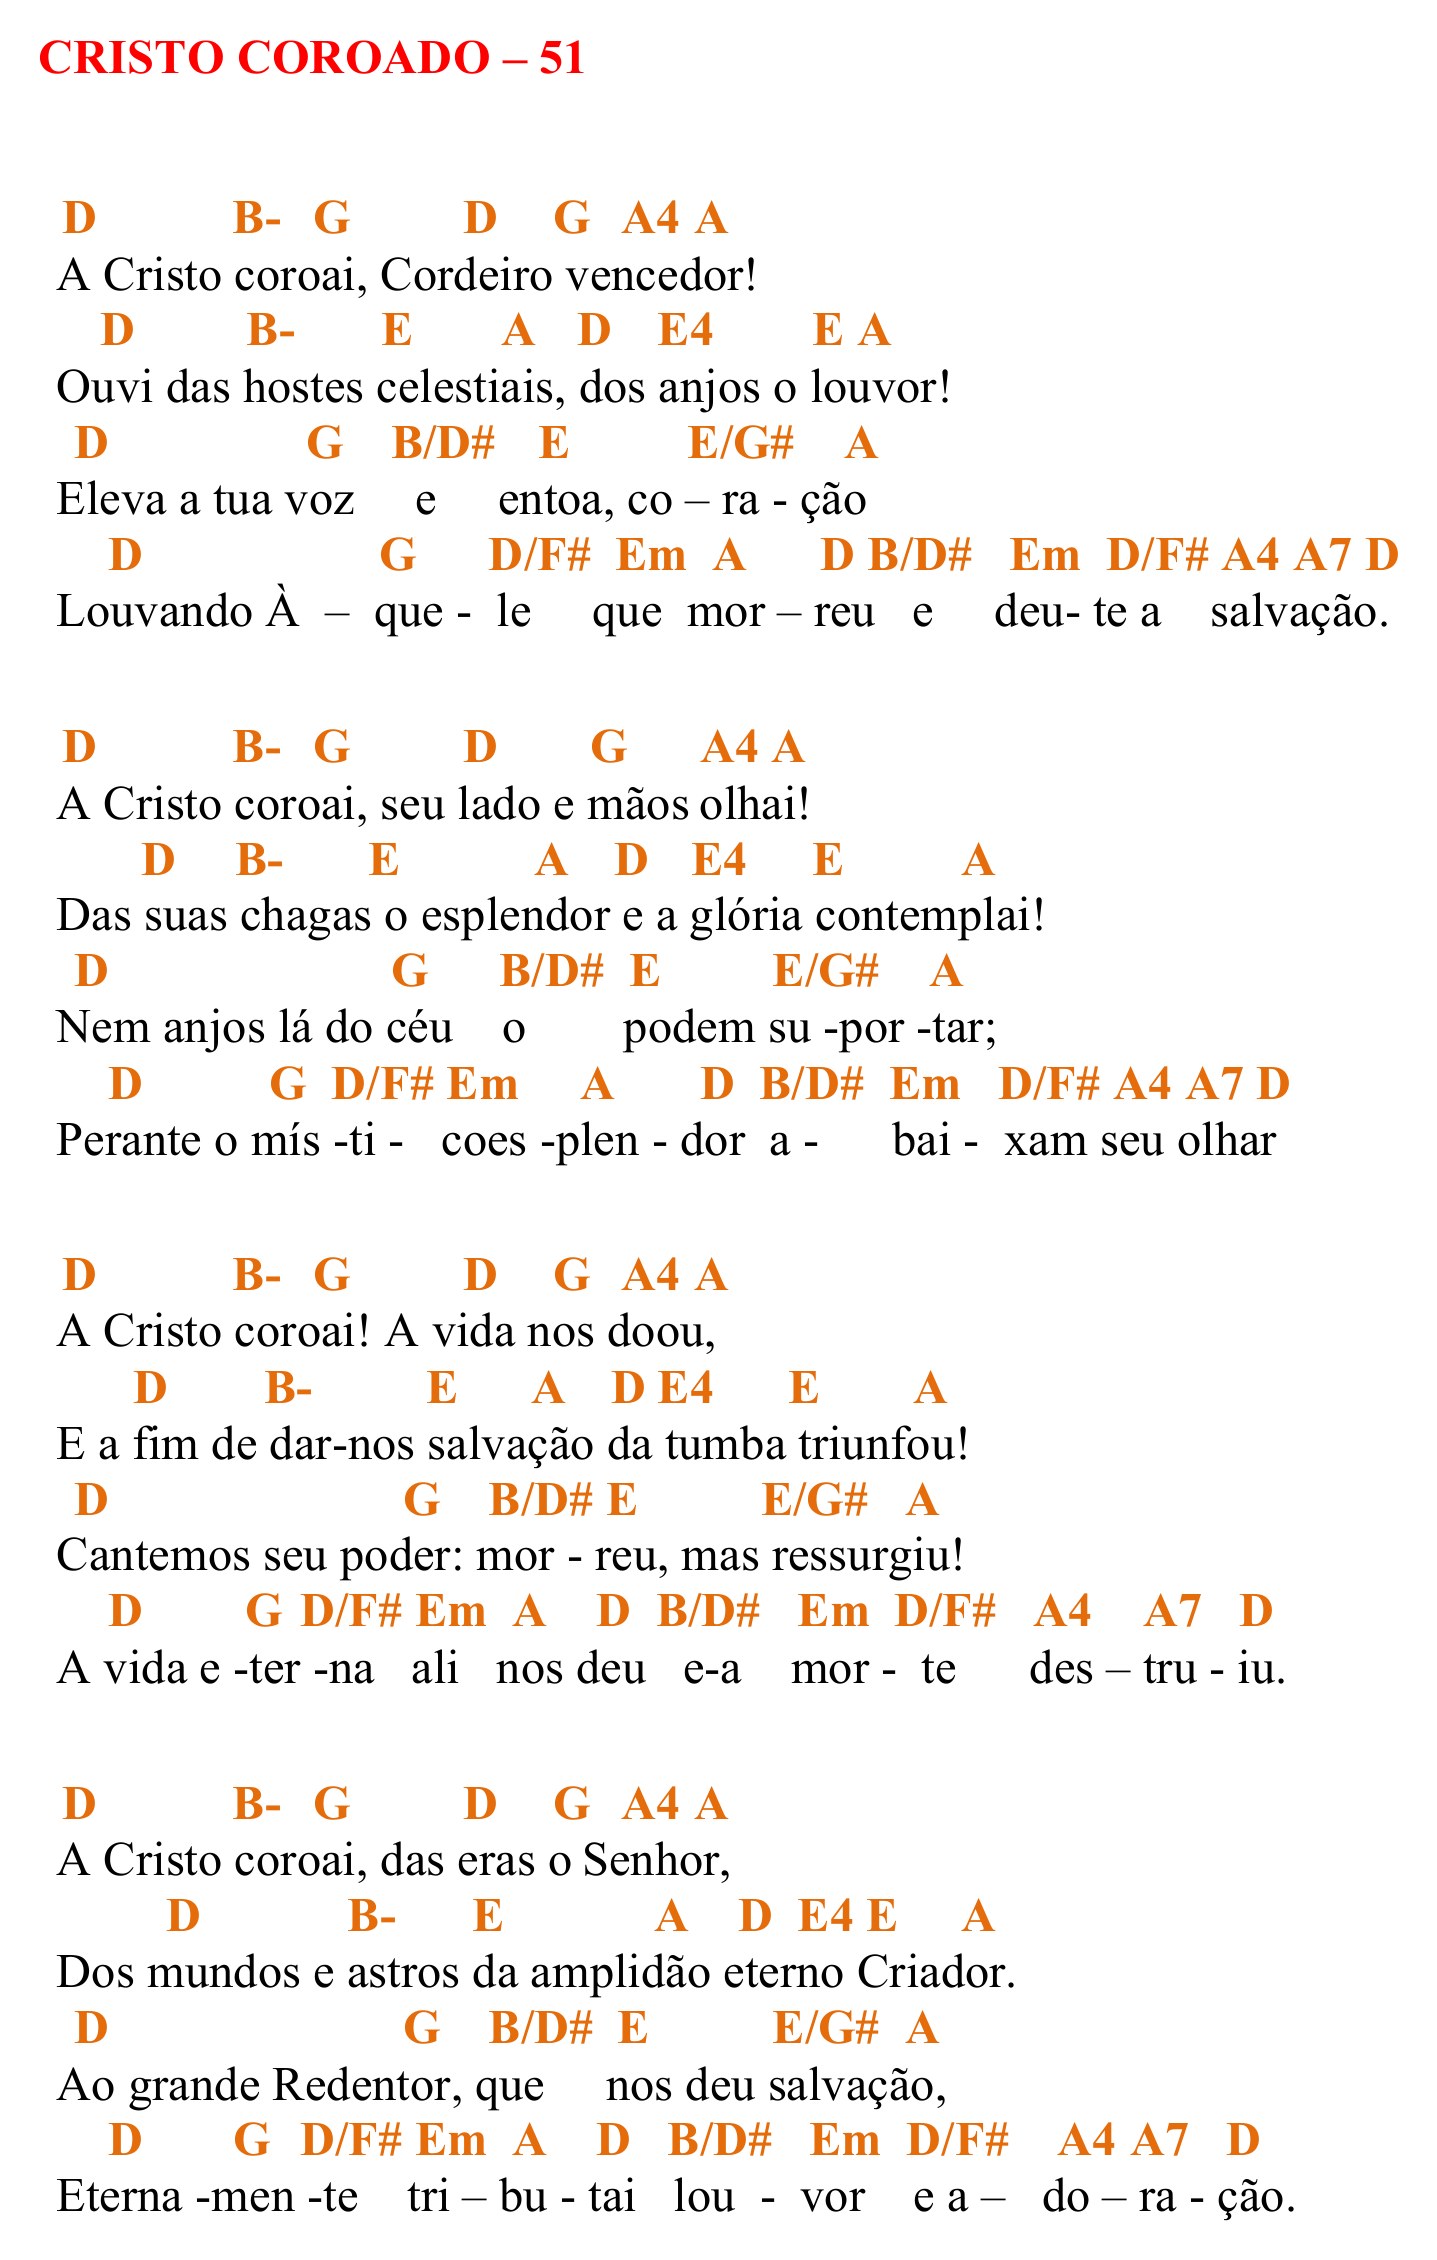 CRISTO COROADO – 51
D B- G D G A4 A
A Cristo coroai, Cordeiro vencedor!
D B- E A D E4 E A
Ouvi das hostes celestiais, dos anjos o louvor!
D G B/D# E E/G# A
Eleva a tua voz e entoa, co – ra - ção
D G D/F# Em A D B/D# Em D/F# A4 A7 D
Louvando À – que - le que mor – reu e deu- te a salvação.
D B- G D G A4 A
A Cristo coroai, seu lado e mãos olhai!
D B- E A D E4 E A
Das suas chagas o esplendor e a glória contemplai!
D G B/D# E E/G# A
Nem anjos lá do céu o podem su -por -tar;
D G D/F# Em A D B/D# Em D/F# A4 A7 D
Perante o mís -ti - coes -plen - dor a - bai - xam seu olhar
D B- G D G A4 A
A Cristo coroai! A vida nos doou,
D B- E A D E4 E A
E a fim de dar-nos salvação da tumba triunfou!
D G B/D# E E/G# A
Cantemos seu poder: mor - reu, mas ressurgiu!
D G D/F# Em A D B/D# Em D/F# A4 A7 D
A vida e -ter -na ali nos deu e-a mor - te des – tru - iu.
D B- G D G A4 A
A Cristo coroai, das eras o Senhor,
D B- E A D E4 E A
Dos mundos e astros da amplidão eterno Criador.
D G B/D# E E/G# A
Ao grande Redentor, que nos deu salvação,
D G D/F# Em A D B/D# Em D/F# A4 A7 D
Eterna -men -te tri – bu - tai lou - vor e a – do – ra - ção.